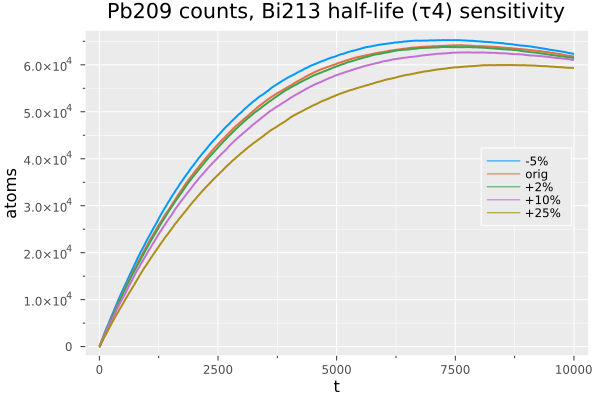 Pb209 counts, Bi213 half-life (τ4) sensitivity
6.0×10⁴
5.0×10⁴
4.0×10⁴
3.0×10⁴
2.0×10⁴
1.0×10⁴
0
atoms
-5%
orig
+2%
+10%
+25%
0 2500 5000 7500 10000
t